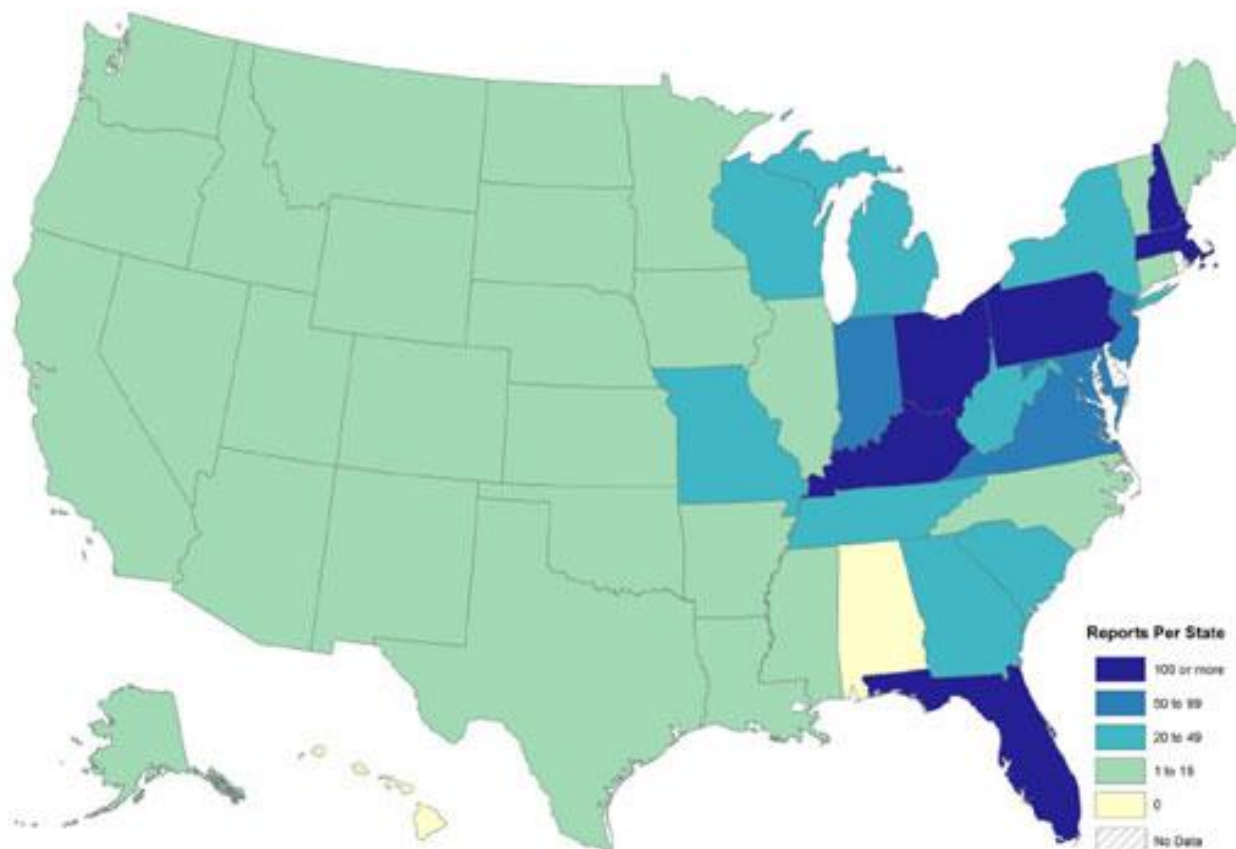 Reports Per State
100 or more
50 to 99
20 to 49
1 to 19
0
No Data